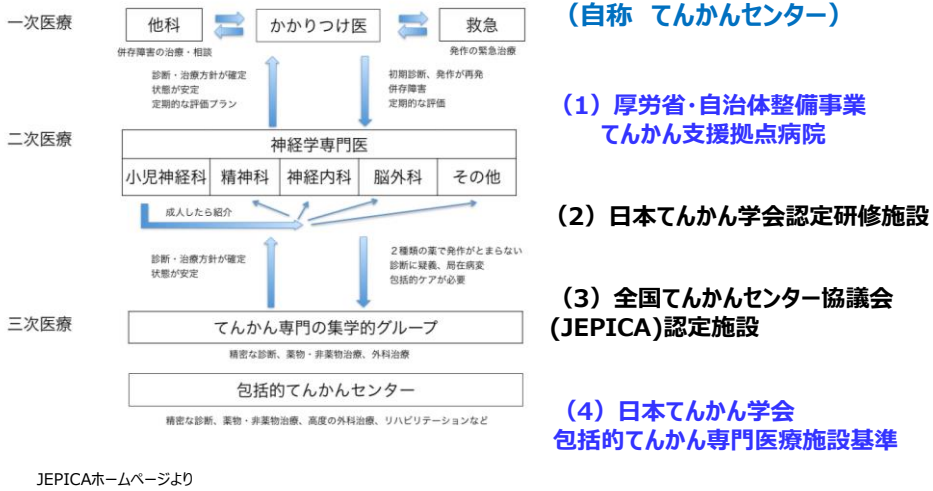 一次医療
他科
かかりつけ医
救急
併存障害の治療・相談
発作の緊急治療
診断・治療方針が確定
状態が安定
定期的な評価プラン
初期診断、発作が再発
併存障害
定期的な評価
二次医療
神経学専門医
小児神経科
精神科
神経内科
脳外科
その他
成人したら紹介
診断・治療方針が確定
状態が安定
2種類の薬で発作がとまらない
診断に疑義、局在病変
包括的ケアが必要
三次医療
てんかん専門の集学的グループ
精密な診断、薬物・非薬物治療、外科治療
包括的てんかんセンター
精密な診断、薬物・非薬物治療、高度の外科治療、リハビリテーションなど
JEPICAホームページより
（自称 てんかんセンター）
（1）厚労省・自治体整備事業
てんかん支援拠点病院
（2）日本てんかん学会認定研修施設
（3）全国てんかんセンター協議会
(JEPICA)認定施設
（4）日本てんかん学会
包括的てんかん専門医療施設基準